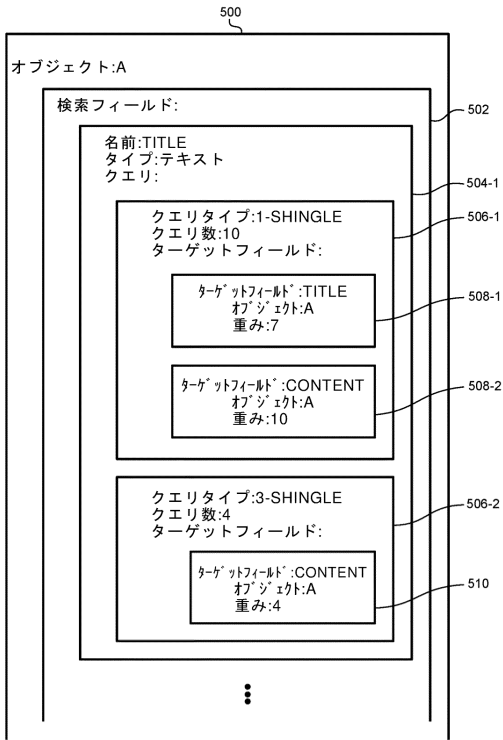 500
オブジェクト:A
検索フィールド:
502
名前:TITLE
タイプ:テキスト
クエリ:
504-1
クエリタイプ:1-SHINGLE
クエリ数:10
ターゲットフィールド:
506-1
ﾀｰｹﾞｯﾄﾌｨｰﾙﾄﾞ:TITLE
ｵﾌﾞｼﾞｪｸﾄ:A
重み:7
508-1
ﾀｰｹﾞｯﾄﾌｨｰﾙﾄﾞ:CONTENT
ｵﾌﾞｼﾞｪｸﾄ:A
重み:10
508-2
クエリタイプ:3-SHINGLE
クエリ数:4
ターゲットフィールド:
506-2
ﾀｰｹﾞｯﾄﾌｨｰﾙﾄﾞ:CONTENT
ｵﾌﾞｼﾞｪｸﾄ:A
重み:4
510